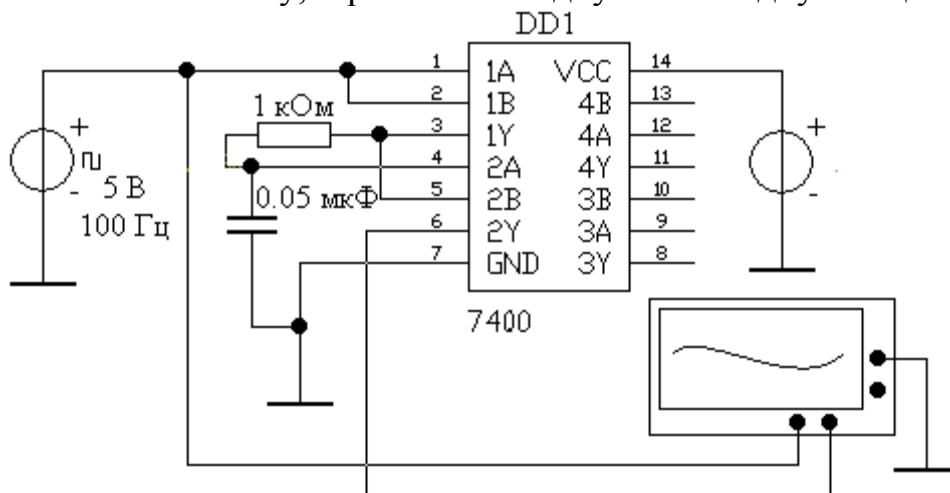 DD1
1 1A VCC 14
2 1B 4B 13
1 кОм
3 1Y 4A 12
4 2A 4Y 11
+
5 В
-
100 Гц
0.05 мкФ
5 2B 3B 10
6 2Y 3A 9
7 GND 3Y 8
+
-
7400